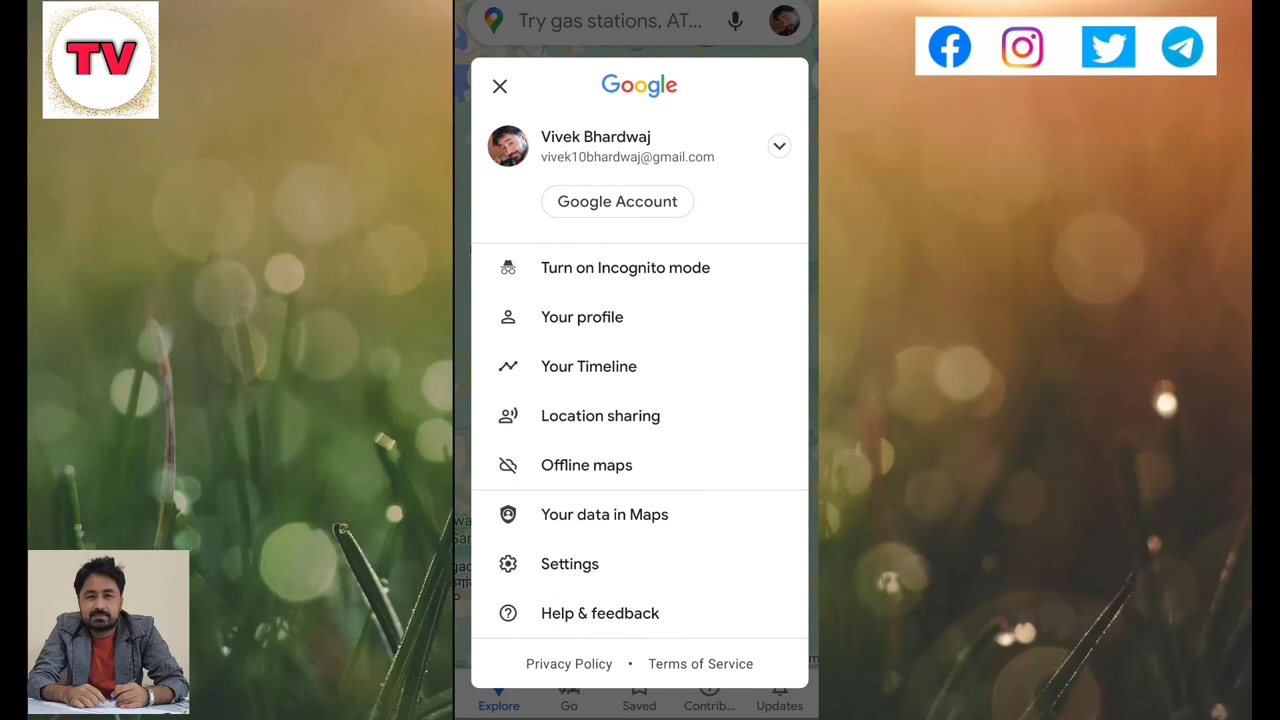 TV
Try gas stations, AT...
Google
Vivek Bhardwaj
vivek10bhardwaj@gmail.com
Google Account
Turn on Incognito mode
Your profile
Your Timeline
Location sharing
Offline maps
Your data in Maps
Settings
Help & feedback
Privacy Policy • Terms of Service
Explore Go Saved Contrib... Updates